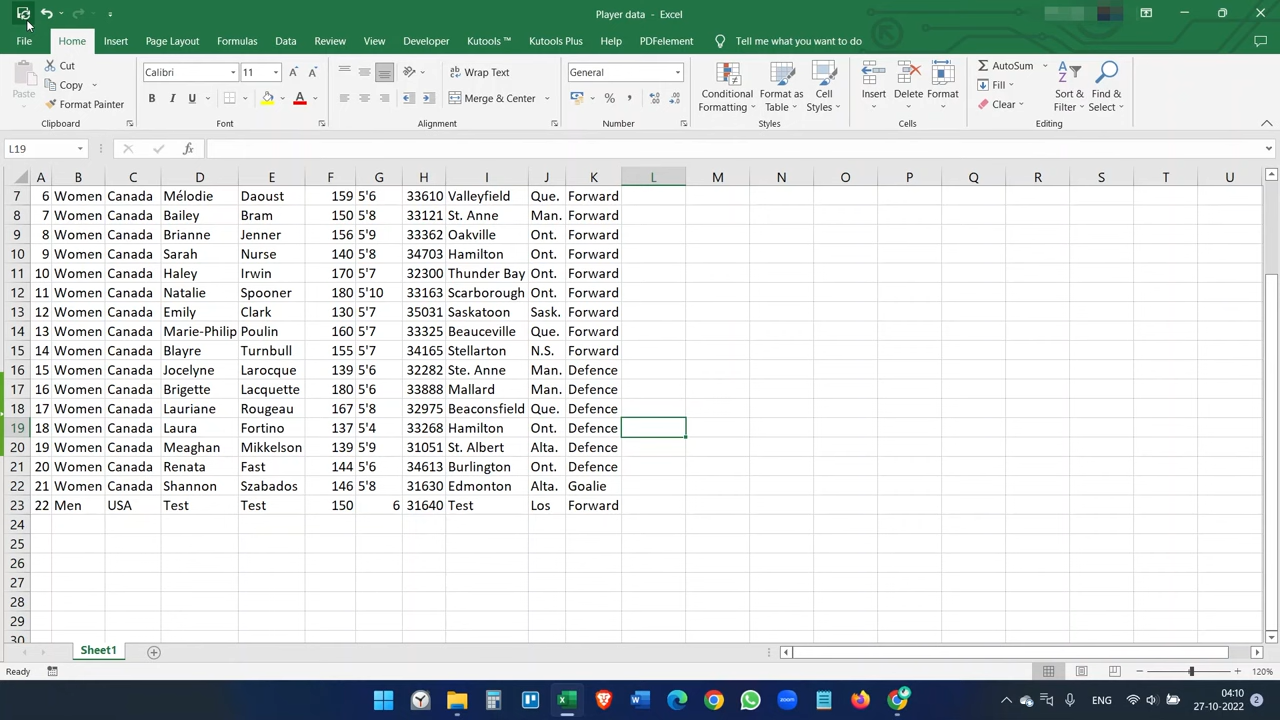 Player data - Excel
File Home Insert Page Layout Formulas Data Review View Developer Kutools ™ Kutools Plus Help PDFelement Tell me what you want to do
Paste
Cut
Copy
Format Painter
Clipboard
Calibri 11
A A
B I U A
Font
Wrap Text
Merge & Center
Alignment
General
%
Number
Conditional Formatting
Format as Table
Cell Styles
Styles
Insert
Delete
Format
Cells
AutoSum
Fill
Clear
Sort & Filter
Find & Select
Editing
L19 fx
A B C D E F G H I J K L M N O P Q R S T U
7 6 Women Canada Mélodie Daoust 159 5'6 33610 Valleyfield Que. Forward
8 7 Women Canada Bailey Bram 150 5'8 33121 St. Anne Man. Forward
9 8 Women Canada Brianne Jenner 156 5'9 33362 Oakville Ont. Forward
10 9 Women Canada Sarah Nurse 140 5'8 34703 Hamilton Ont. Forward
11 10 Women Canada Haley Irwin 170 5'7 32300 Thunder Bay Ont. Forward
12 11 Women Canada Natalie Spooner 180 5'10 33163 Scarborough Ont. Forward
13 12 Women Canada Emily Clark 130 5'7 35031 Saskatoon Sask. Forward
14 13 Women Canada Marie-Philip Poulin 160 5'7 33325 Beauceville Que. Forward
15 14 Women Canada Blayre Turnbull 155 5'7 34165 Stellarton N.S. Forward
16 15 Women Canada Jocelyne Larocque 139 5'6 32282 Ste. Anne Man. Defence
17 16 Women Canada Brigette Lacquette 180 5'6 33888 Mallard Man. Defence
18 17 Women Canada Lauriane Rougeau 167 5'8 32975 Beaconsfield Que. Defence
19 18 Women Canada Laura Fortino 137 5'4 33268 Hamilton Ont. Defence
20 19 Women Canada Meaghan Mikkelson 139 5'9 31051 St. Albert Alta. Defence
21 20 Women Canada Renata Fast 144 5'6 34613 Burlington Ont. Defence
22 21 Women Canada Shannon Szabados 146 5'8 31630 Edmonton Alta. Goalie
23 22 Men USA Test Test 150 6 31640 Test Los Forward
24
25
26
27
28
29
30
Sheet1
Ready 120%
zoom
ENG
04:10
27-10-2022
2